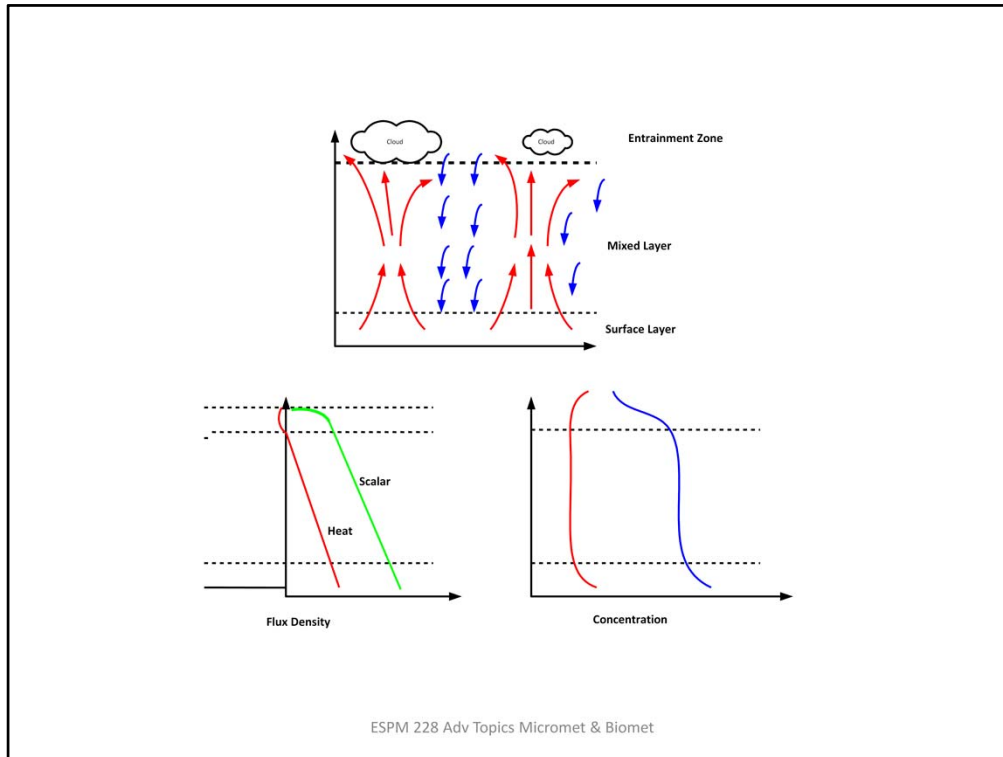 Cloud
Cloud
Entrainment Zone
Mixed Layer
Surface Layer
Scalar
Heat
Flux Density
Concentration
ESPM 228 Adv Topics Micromet & Biomet